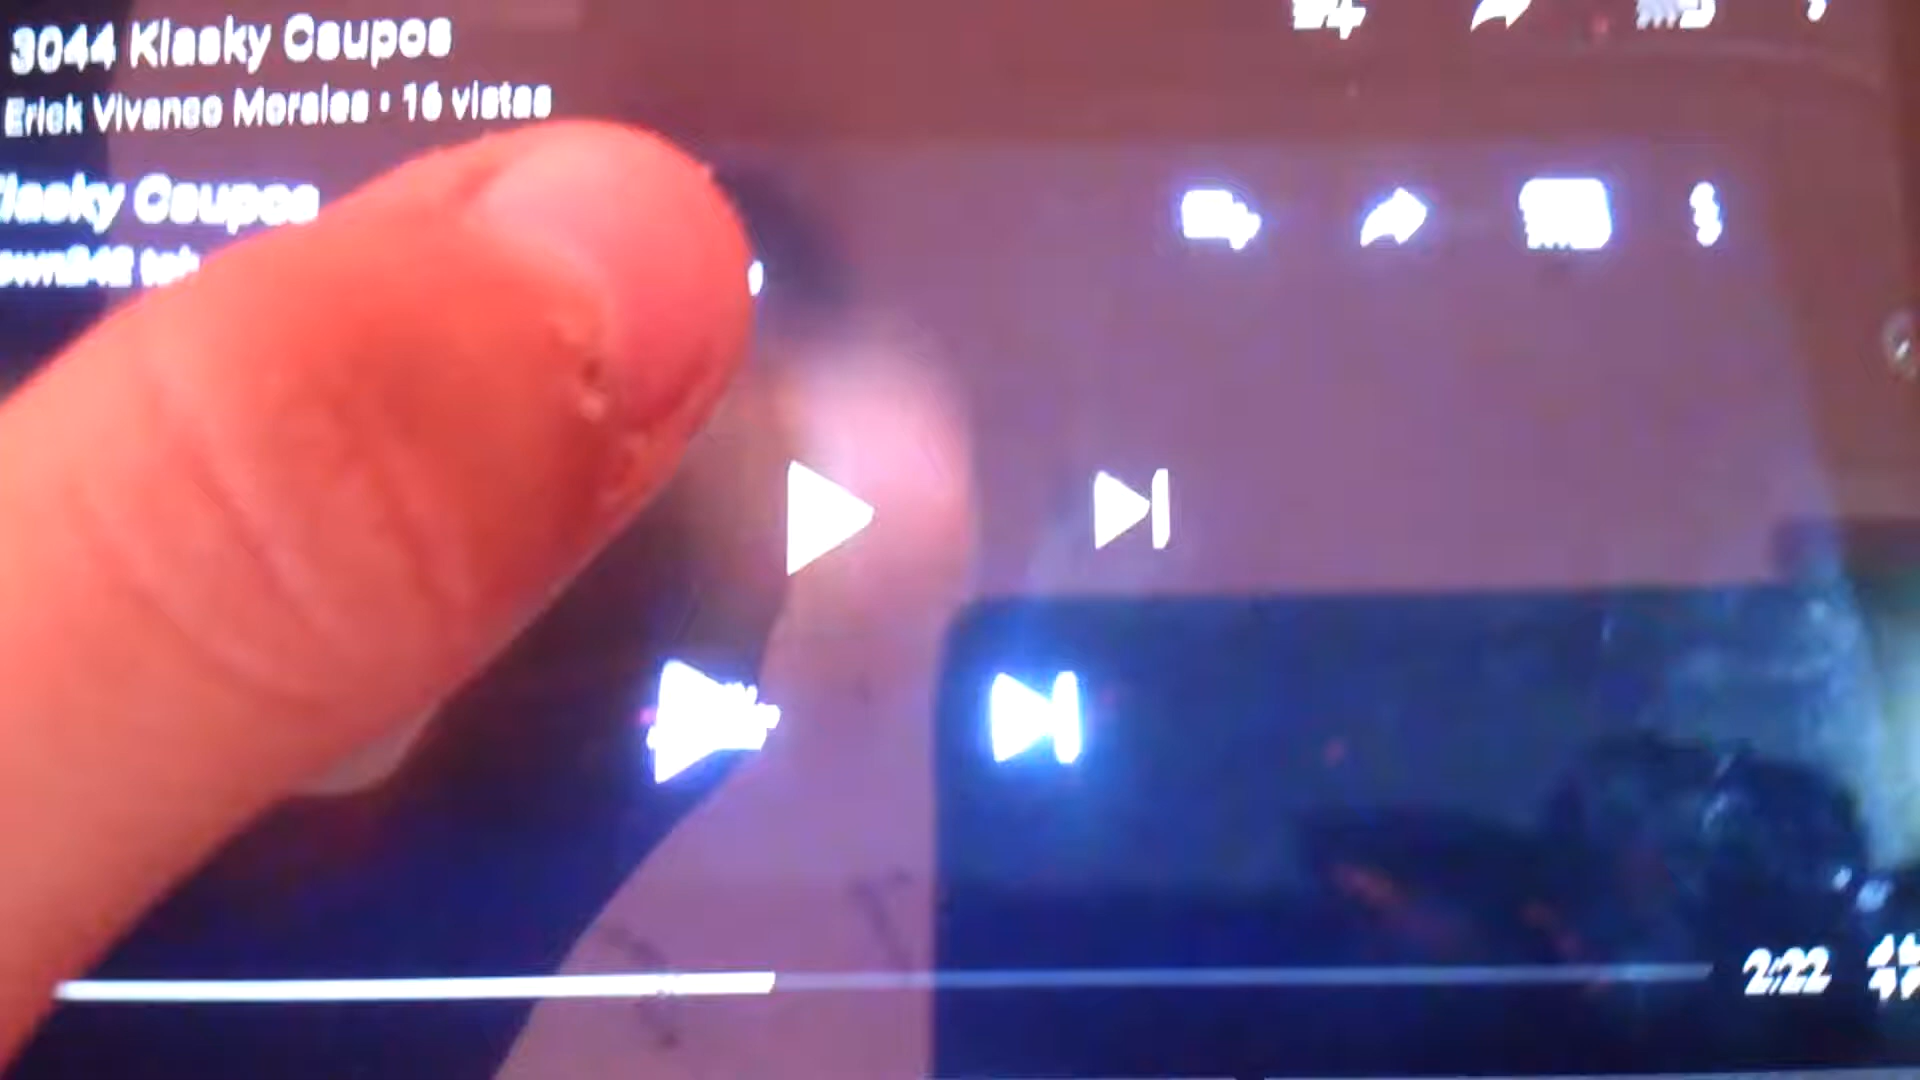 3044 Klasky Csupos
Erick Vivanco Morales • 16 vistas
Klasky Csupos
2:22